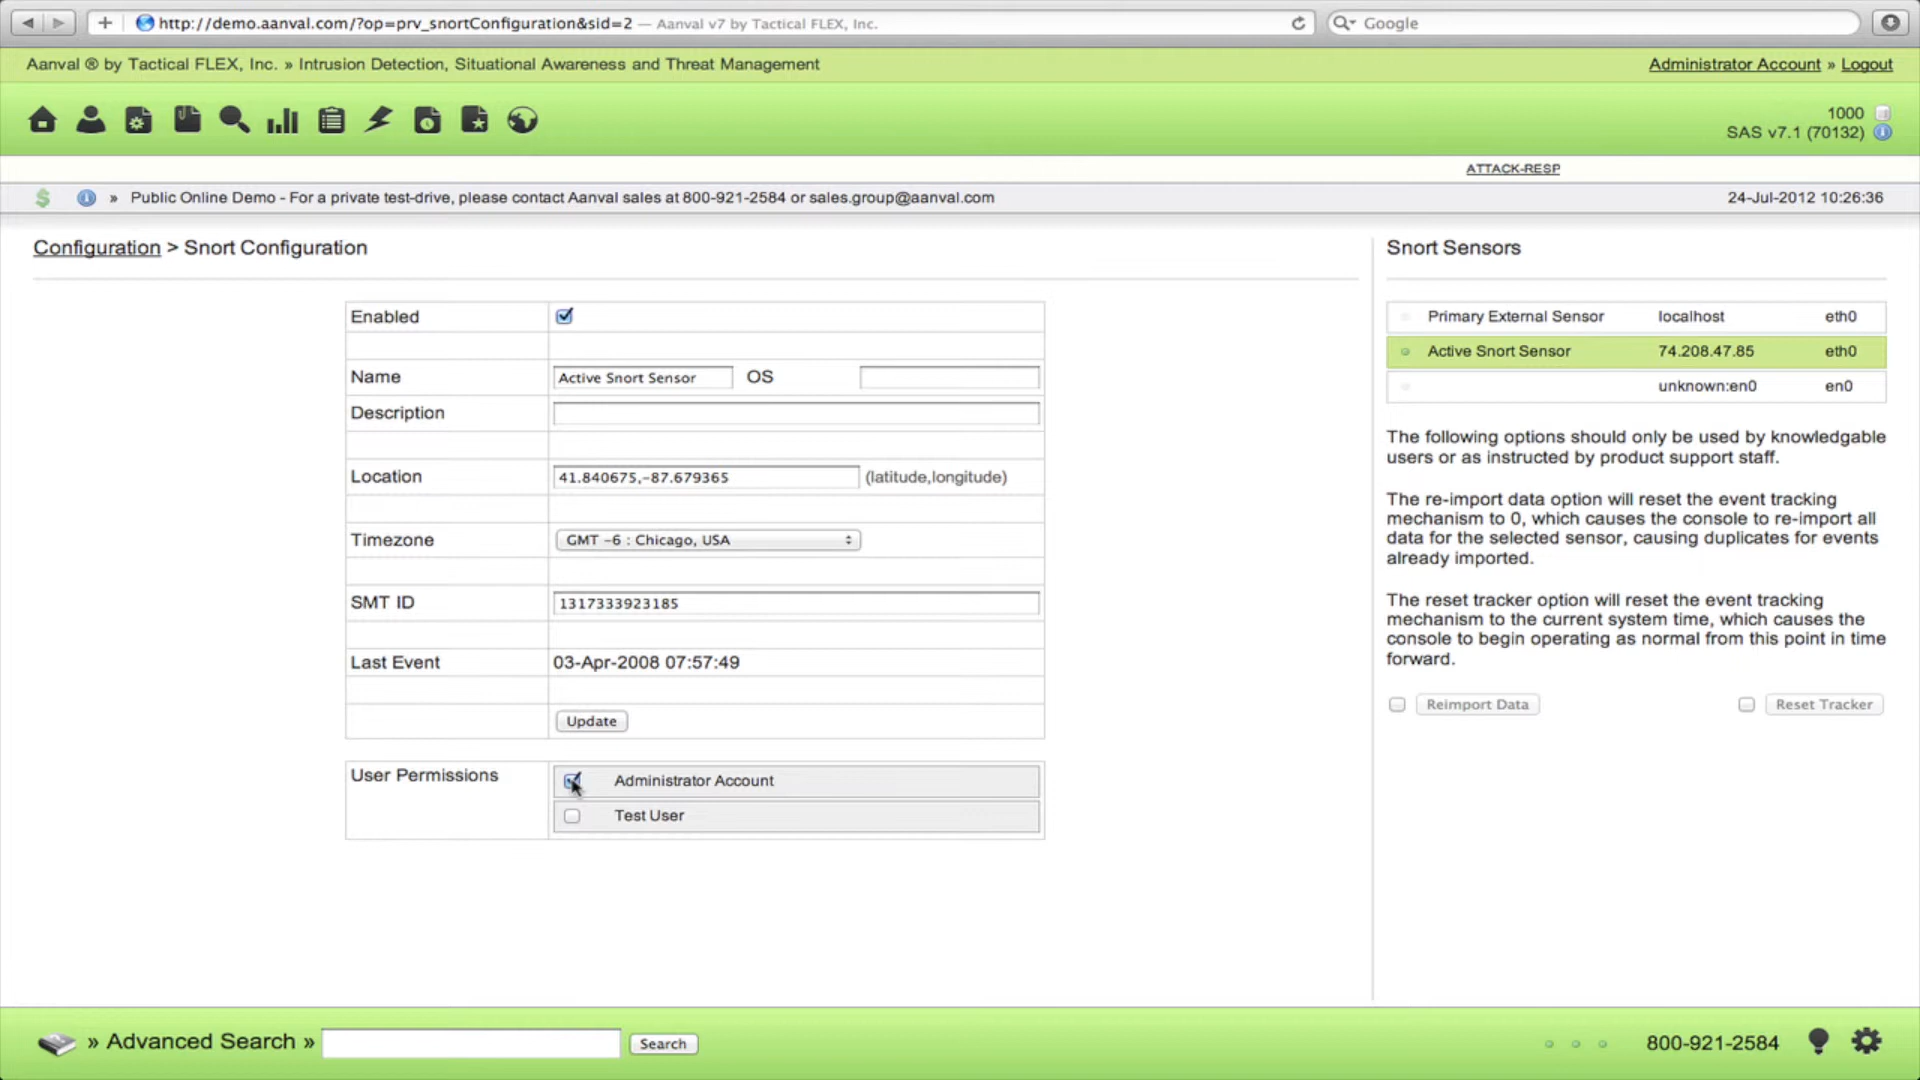 http://demo.aanval.com/?op=prv_snortConfiguration&sid=2 — Aanval v7 by Tactical FLEX, Inc.
Google
Aanval ® by Tactical FLEX, Inc. » Intrusion Detection, Situational Awareness and Threat Management
Administrator Account » Logout
1000
SAS v7.1 (70132)
ATTACK-RESP
» Public Online Demo - For a private test-drive, please contact Aanval sales at 800-921-2584 or sales.group@aanval.com
24-Jul-2012 10:26:36
Configuration > Snort Configuration
Enabled
Name Active Snort Sensor OS
Description
Location 41.840675,-87.679365 (latitude,longitude)
Timezone GMT -6 : Chicago, USA
SMT ID 1317333923185
Last Event 03-Apr-2008 07:57:49
Update
User Permissions Administrator Account
Test User
Snort Sensors
Primary External Sensor localhost eth0
Active Snort Sensor 74.208.47.85 eth0
unknown:en0 en0
The following options should only be used by knowledgable
users or as instructed by product support staff.
The re-import data option will reset the event tracking
mechanism to 0, which causes the console to re-import all
data for the selected sensor, causing duplicates for events
already imported.
The reset tracker option will reset the event tracking
mechanism to the current system time, which causes the
console to begin operating as normal from this point in time
forward.
Reimport Data Reset Tracker
» Advanced Search » Search
800-921-2584